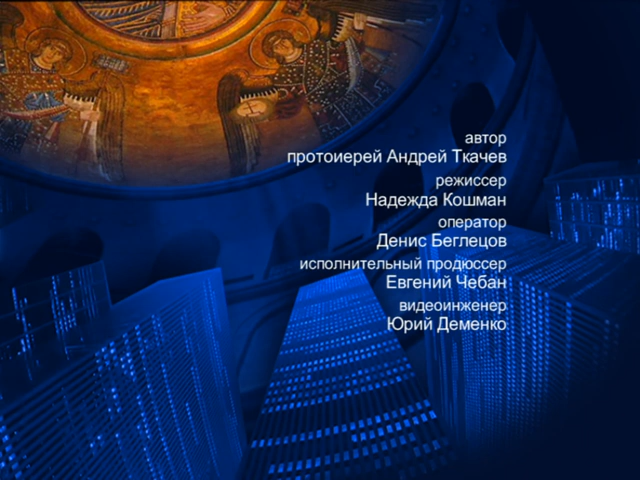 автор
протоиерей Андрей Ткачев
режиссер
Надежда Кошман
оператор
Денис Беглецов
исполнительный продюссер
Евгений Чебан
видеоинженер
Юрий Деменко